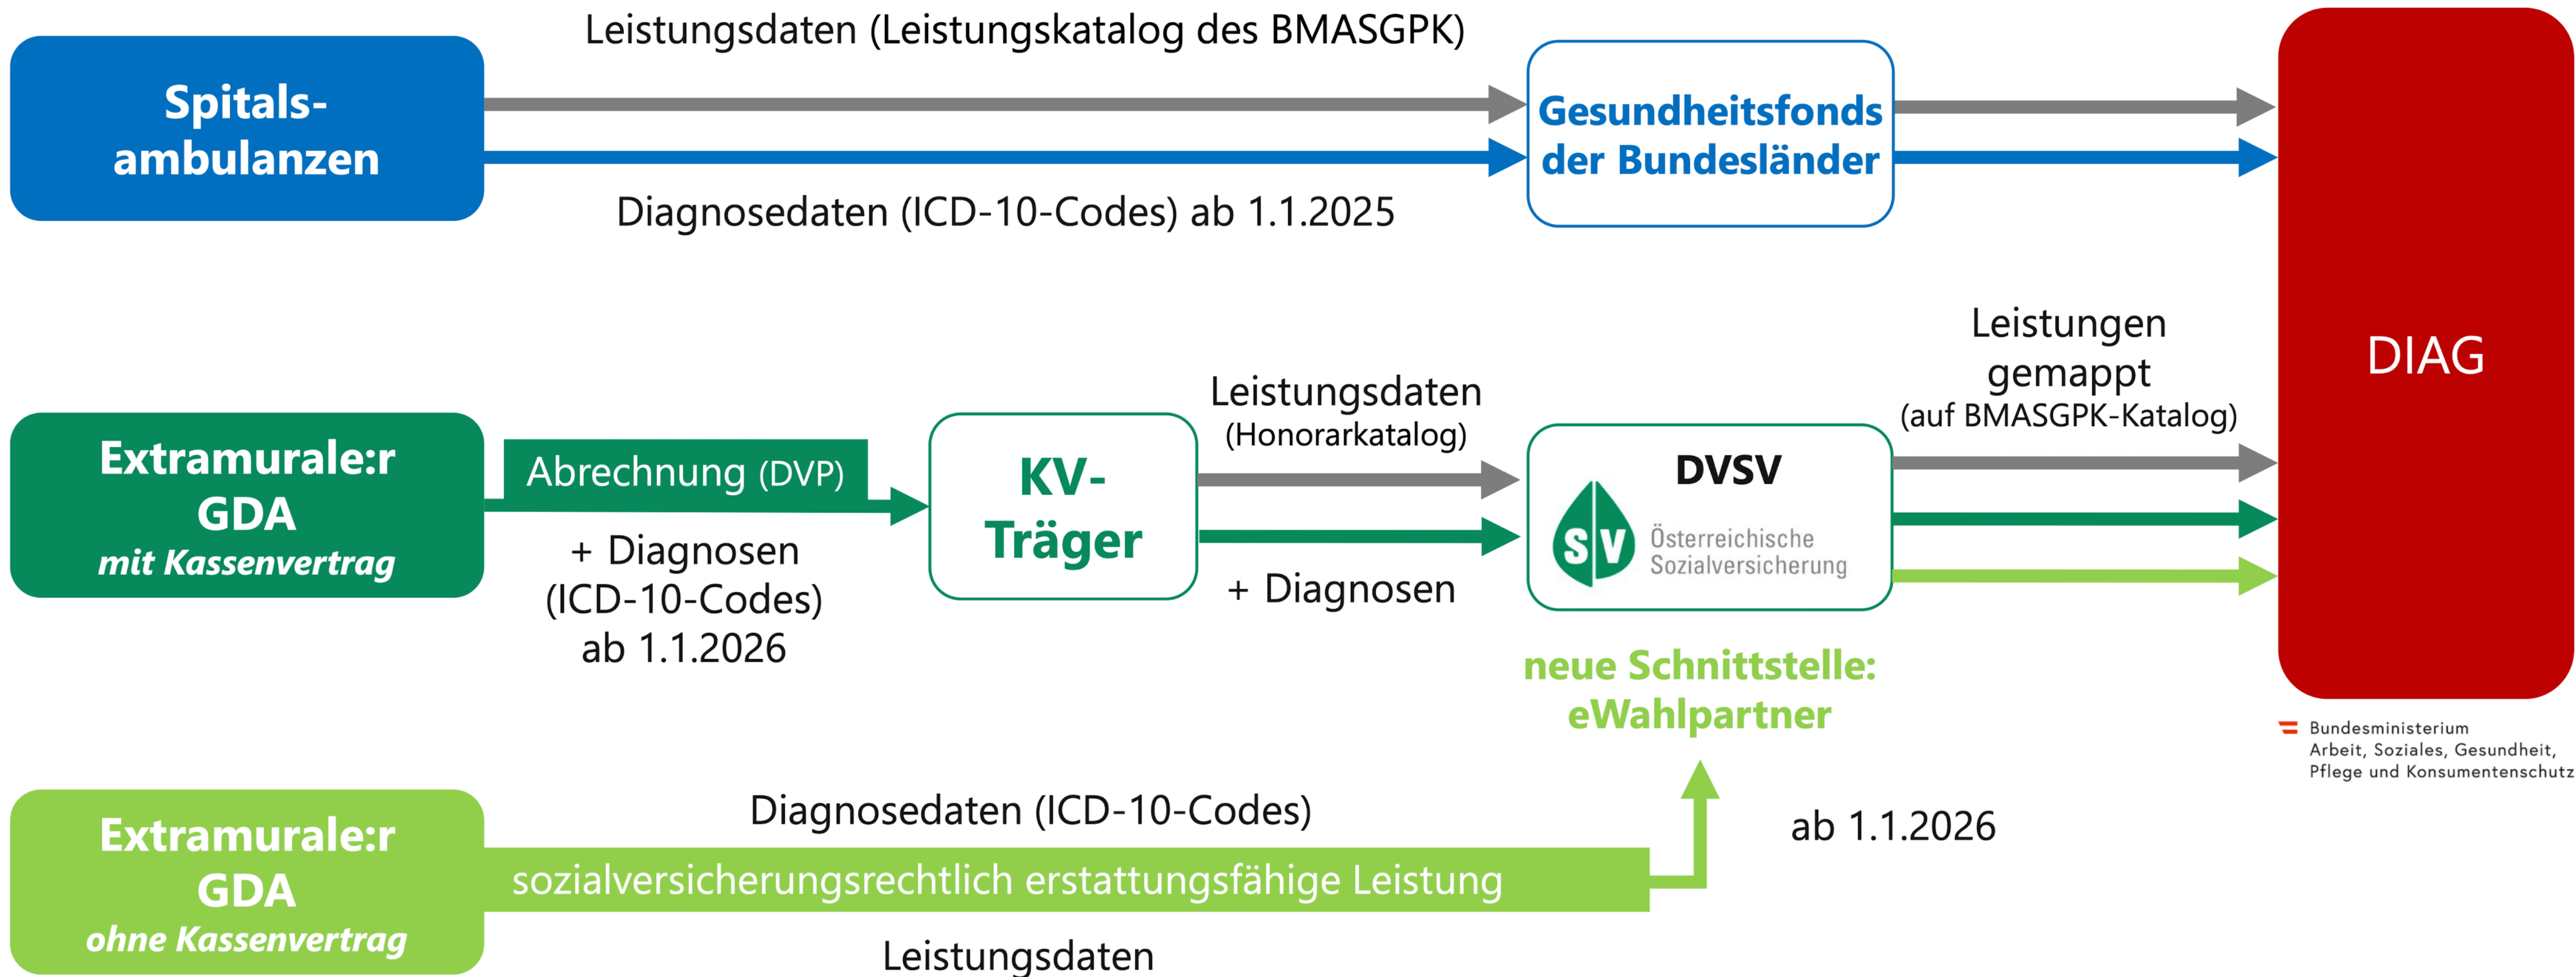 Leistungsdaten (Leistungskatalog des BMASGPK)
Spitals-
ambulanzen
Gesundheitsfonds
der Bundesländer
Diagnosedaten (ICD-10-Codes) ab 1.1.2025
DIAG
Extramurale:r
GDA
mit Kassenvertrag
Abrechnung (DVP)
+ Diagnosen
(ICD-10-Codes)
ab 1.1.2026
KV-
Träger
Leistungsdaten
(Honorarkatalog)
+ Diagnosen
DVSV
SV
Österreichische
Sozialversicherung
Leistungen
gemappt
(auf BMASGPK-Katalog)
neue Schnittstelle:
eWahlpartner
Bundesministerium
Arbeit, Soziales, Gesundheit,
Pflege und Konsumentenschutz
Extramurale:r
GDA
ohne Kassenvertrag
Diagnosedaten (ICD-10-Codes)
sozialversicherungsrechtlich erstattungsfähige Leistung
Leistungsdaten
ab 1.1.2026